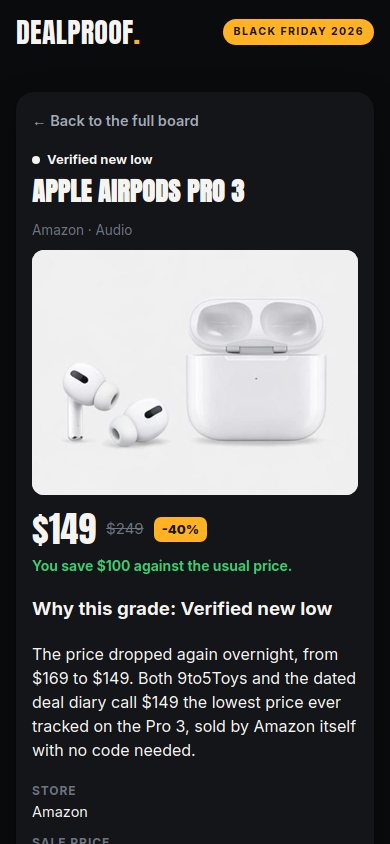 DEALPROOF.
BLACK FRIDAY 2026
← Back to the full board
Verified new low
APPLE AIRPODS PRO 3
Amazon · Audio
$149 $249 -40%
You save $100 against the usual price.
Why this grade: Verified new low
The price dropped again overnight, from
$169 to $149. Both 9to5Toys and the dated
deal diary call $149 the lowest price ever
tracked on the Pro 3, sold by Amazon itself
with no code needed.
STORE
Amazon
SALE PRICE